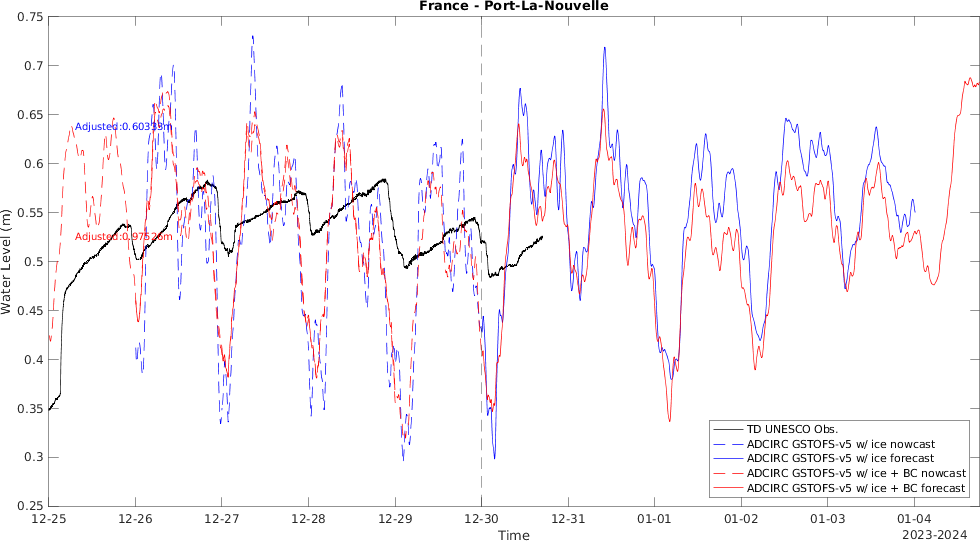 France - Port-La-Nouvelle
0.75
0.7
0.65
0.6
0.55
0.5
0.45
0.4
0.35
0.3
0.25
Water Level (m)
Adjusted:0.60333m
Adjusted:0.97526m
TD UNESCO Obs.
ADCIRC GSTOFS-v5 w/ ice nowcast
ADCIRC GSTOFS-v5 w/ ice forecast
ADCIRC GSTOFS-v5 w/ ice + BC nowcast
ADCIRC GSTOFS-v5 w/ ice + BC forecast
12-25 12-26 12-27 12-28 12-29 12-30 12-31 01-01 01-02 01-03 01-04
Time
2023-2024